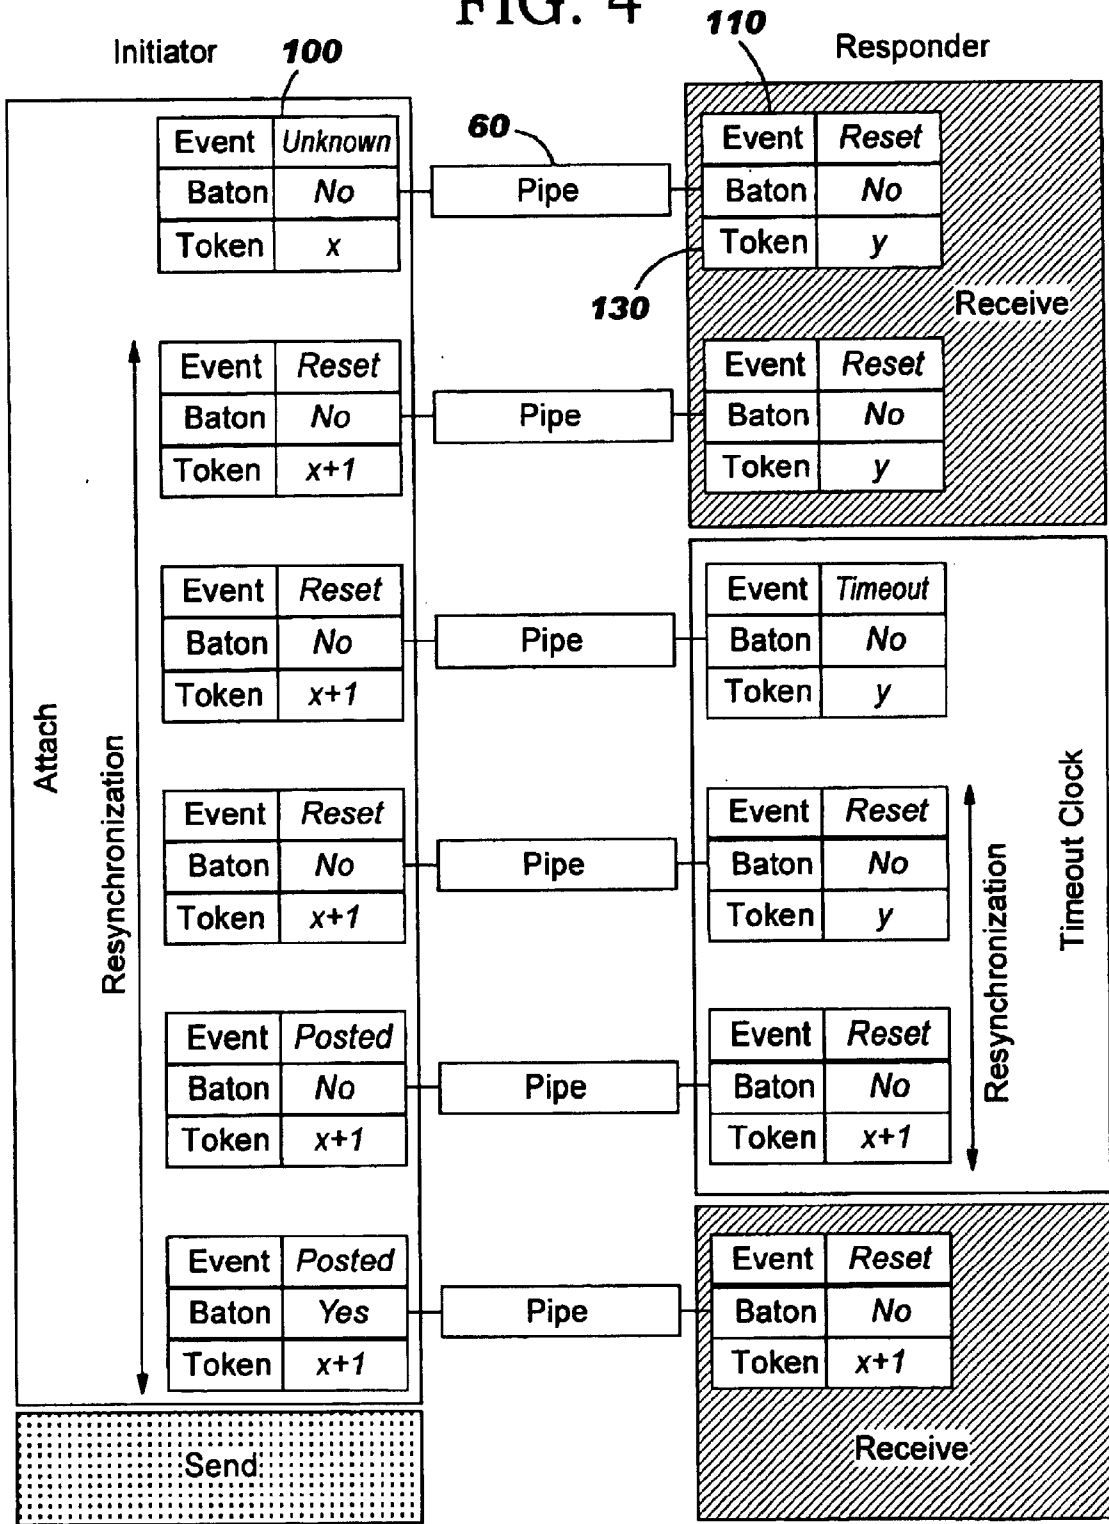 FIG. 4
Initiator 100 110 Responder
Event Unknown 60 Event Reset
Baton No Pipe Baton No
Token x Token y
130 Receive
Event Reset Event Reset
Baton No Pipe Baton No
Token x+1 Token y
Event Reset Event Timeout
Baton No Pipe Baton No
Token x+1 Token y
Attach
Resynchronization
Event Reset Event Reset
Baton No Pipe Baton No
Token x+1 Token y
Resynchronization
Timeout Clock
Event Posted Event Reset
Baton No Pipe Baton No
Token x+1 Token x+1
Event Posted Event Reset
Baton Yes Pipe Baton No
Token x+1 Token x+1
Send Receive